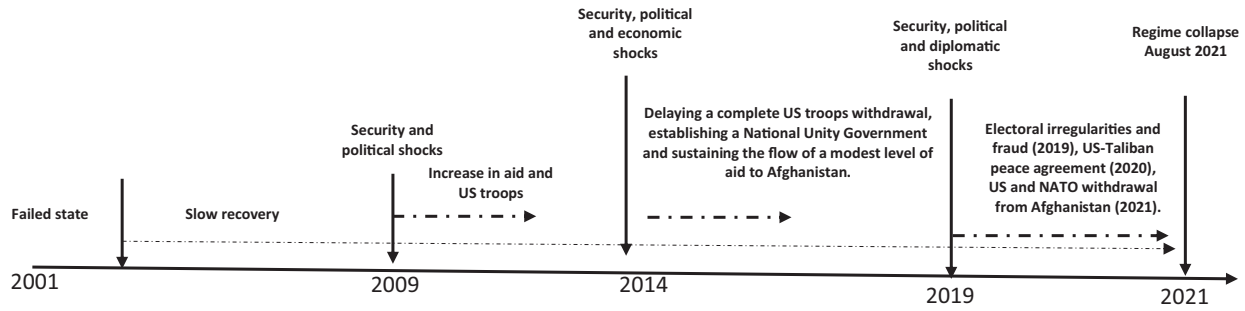 Security, political
and economic
shocks
Security, political
and diplomatic
shocks
Regime collapse
August 2021
Delaying a complete US troops withdrawal,
establishing a National Unity Government
and sustaining the flow of a modest level of
aid to Afghanistan.
Electoral irregularities and
fraud (2019), US-Taliban
peace agreement (2020),
US and NATO withdrawal
from Afghanistan (2021).
Security and
political shocks
Increase in aid and
US troops
Failed state
Slow recovery
2001
2009
2014
2019
2021